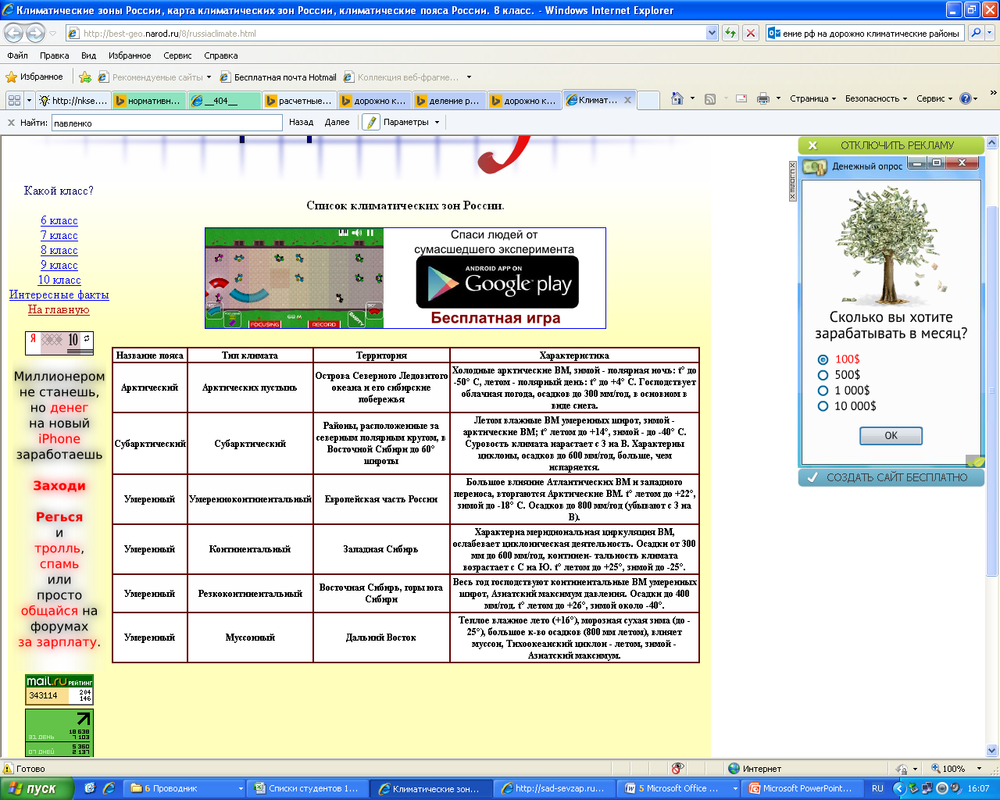 Климатические зоны России, карта климатических зон России, климатические пояса России. 8 класс. - Windows Internet Explorer
http://best-geo.narod.ru/8/russiaclimate.html
ение рф на дорожно климатические районы
Файл Правка Вид Избранное Сервис Справка
Избранное Рекомендуемые сайты Бесплатная почта Hotmail Коллекция веб-фрагме...
http://nkse.... нормативн... __404__ расчетные... дорожно к... деление р... дорожно к... Климат... Страница Безопасность Сервис
Найти: павленко Назад Далее Параметры
Какой класс?
6 класс
7 класс
8 класс
9 класс
10 класс
Интересные факты
На главную
Я 10
Миллионером
не станешь,
но денег
на новый
iPhone
заработаешь
Заходи
Регься
и
тролль,
спамь
или
просто
общайся на
форумах
за зарплату.
mail.ru РЕЙТИНГ
343114 204
146
31 ДЕНЬ 18 638
7 103
07 ДНЕЙ 5 360
2 137
Список климатических зон России.
FOCUSING 68 м RECORD EMPTY
Спаси людей от
сумасшедшего эксперимента
ANDROID APP ON
Google play
Бесплатная игра
Название пояса Тип климата Территория Характеристика
Арктический Арктических пустынь Острова Северного Ледовитого
океана и его сибирские
побережья
Холодные арктические ВМ, зимой - полярная ночь: t° до
-50° С, летом - полярный день: t° до +4° С. Господствует
облачная погода, осадков до 300 мм/год, в основном в
виде снега.
Субарктический Субарктический Районы, расположенные за
северным полярным кругом, в
Восточной Сибири до 60°
широты
Летом влажные ВМ умеренных широт, зимой -
арктические ВМ; t° летом до +14°, зимой - до -40° С.
Суровость климата нарастает с З на В. Характерны
циклоны, осадков до 600 мм/год, больше, чем
испаряется.
Умеренный Умеренноконтинентальный Европейская часть России
Большое влияние Атлантических ВМ и западного
переноса, вторгаются Арктические ВМ. t° летом до +22°,
зимой до -18° С. Осадков до 800 мм/год (убывают с З на
В).
Умеренный Континентальный Западная Сибирь
Характерна меридиональная циркуляция ВМ,
ослабевает циклоническая деятельность. Осадки от 300
мм до 600 мм/год, континен- тальность климата
возрастает с С на Ю. t° летом до +25°, зимой до -25°.
Умеренный Резкоконтинентальный Восточная Сибирь, горы юга
Сибири
Весь год господствуют континентальные ВМ умеренных
широт, Азиатский максимум давления. Осадки до 400
мм/год. t° летом до +26°, зимой около -40°.
Умеренный Муссонный Дальний Восток
Теплое влажное лето (+16°), морозная сухая зима (до -
25°), большое к-во осадков (800 мм летом), влияет
муссон, Тихоокеанский циклон - летом, зимой -
Азиатский максимум.
ОТКЛЮЧИТЬ РЕКЛАМУ
Денежный опрос
Сколько вы хотите
зарабатывать в месяц?
100$
500$
1 000$
10 000$
OK
СОЗДАТЬ САЙТ БЕСПЛАТНО
Готово Интернет 100%
пуск 6 Проводник Списки студентов 1... Климатические зон... http://sad-sevzap.ru... 5 Microsoft Office ... Microsoft PowerPoint... RU 16:07